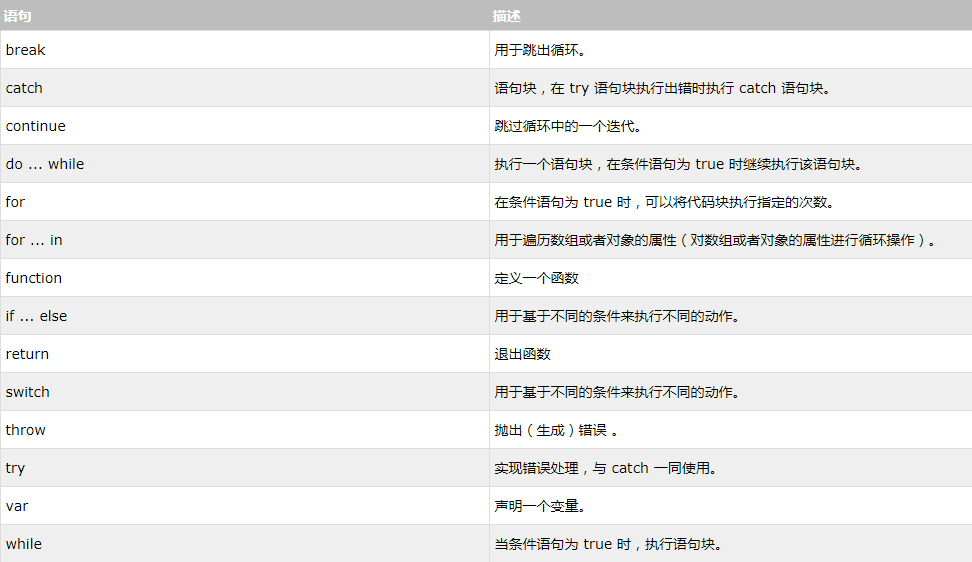 语句 描述
break 用于跳出循环。
catch 语句块，在 try 语句块执行出错时执行 catch 语句块。
continue 跳过循环中的一个迭代。
do ... while 执行一个语句块，在条件语句为 true 时继续执行该语句块。
for 在条件语句为 true 时，可以将代码块执行指定的次数。
for ... in 用于遍历数组或者对象的属性（对数组或者对象的属性进行循环操作）。
function 定义一个函数
if ... else 用于基于不同的条件来执行不同的动作。
return 退出函数
switch 用于基于不同的条件来执行不同的动作。
throw 抛出（生成）错误 。
try 实现错误处理，与 catch 一同使用。
var 声明一个变量。
while 当条件语句为 true 时，执行语句块。